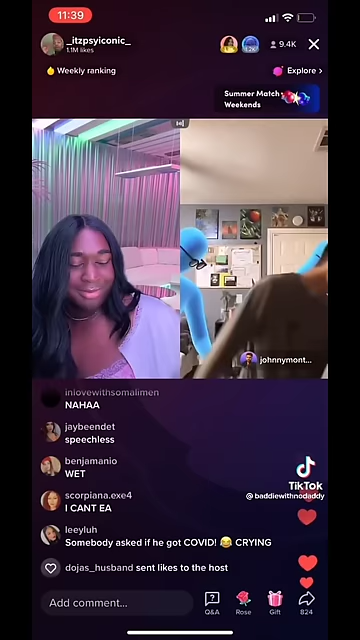 11:39
_itzpsyiconic_
1.1M likes
9.4K
Weekly ranking
Explore
Summer Match
Weekends
johnnymont...
inlovewithsomalimen
NAHAA
jaybeendet
speechless
benjamanio
WET
scorpiana.exe4
I CANT EA
leeyluh
Somebody asked if he got COVID! 😂 CRYING
dojas_husband sent likes to the host
TikTok
@baddiewithnodaddy
Add comment...
Q&A
Rose
Gift
824